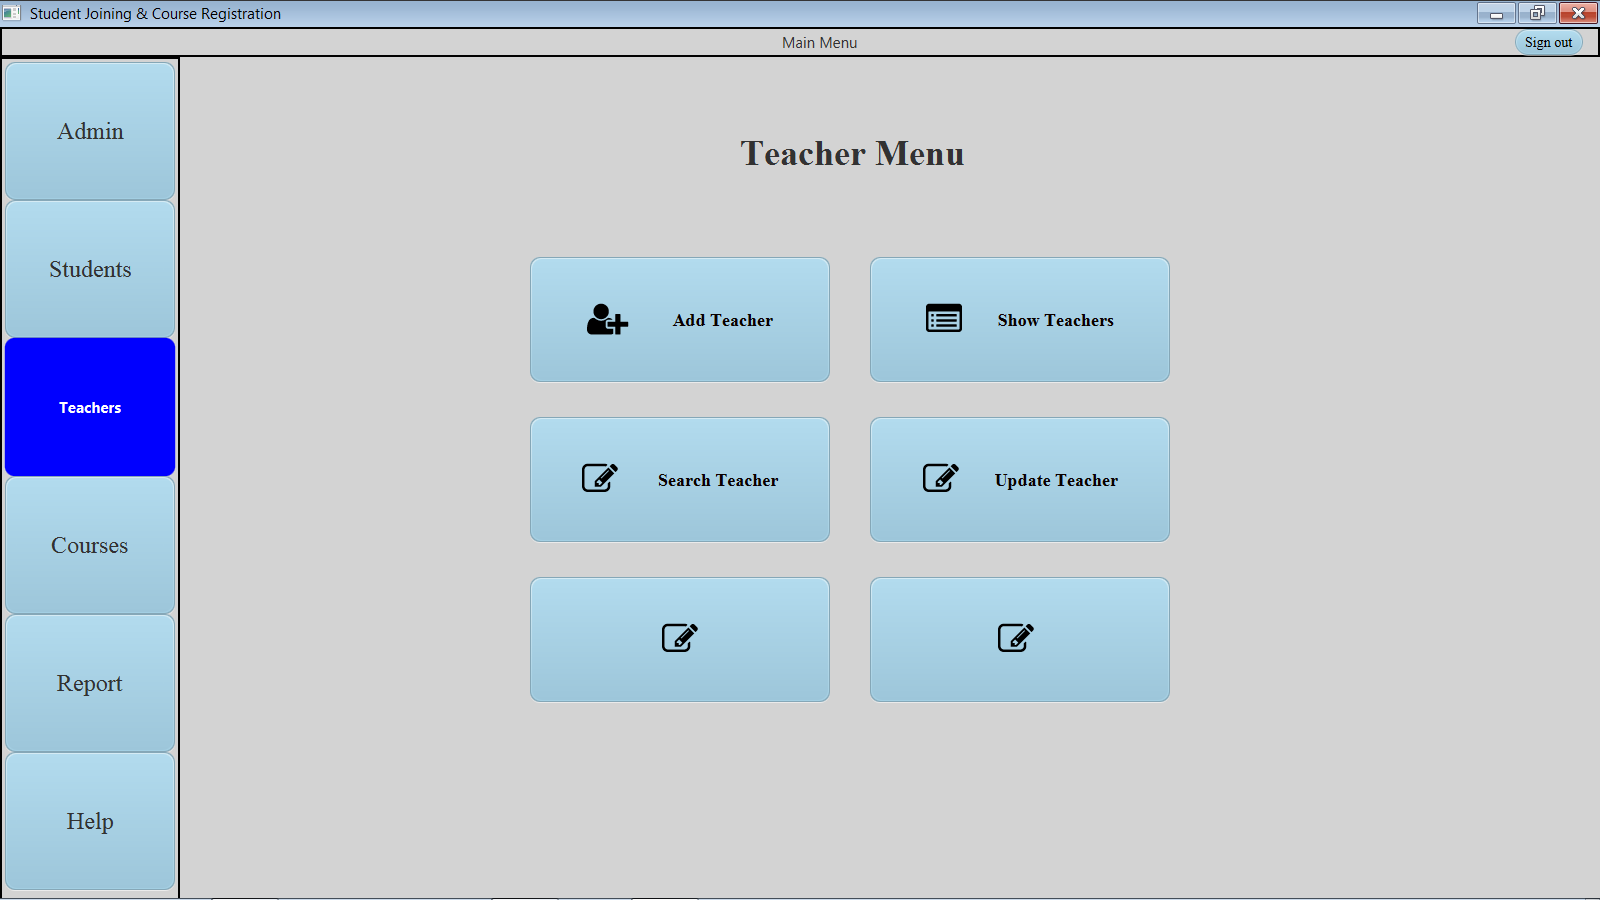 Student Joining & Course Registration
Main Menu
Sign out
Admin
Students
Teachers
Courses
Report
Help
Teacher Menu
Add Teacher
Show Teachers
Search Teacher
Update Teacher